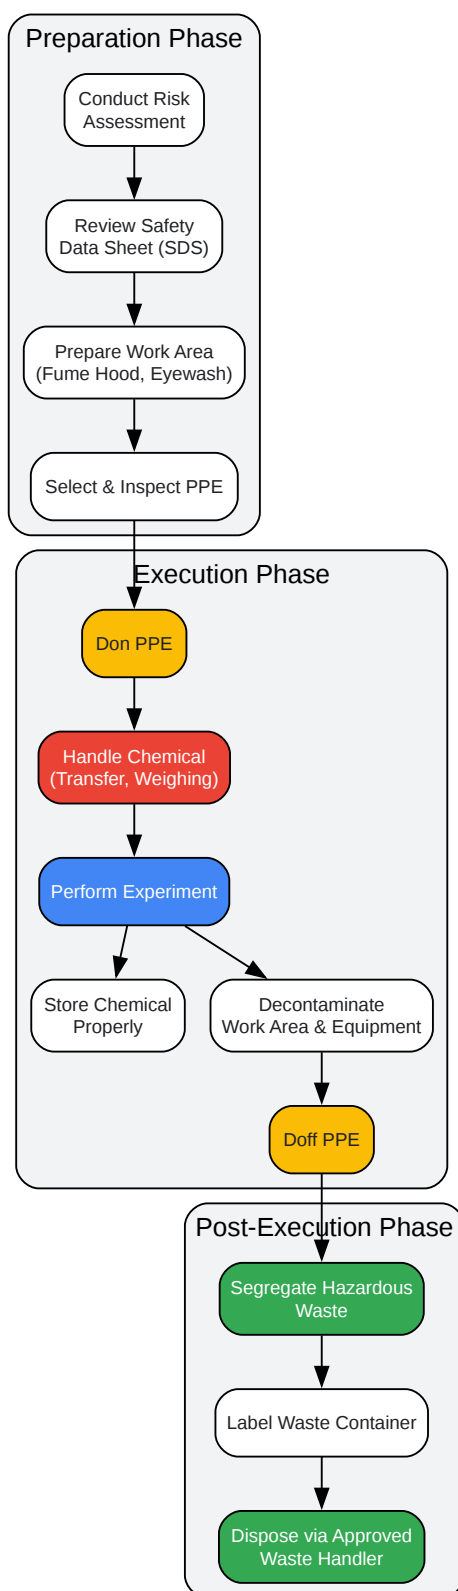 Preparation Phase
Conduct Risk
Assessment
Review Safety
Data Sheet (SDS)
Prepare Work Area
(Fume Hood, Eyewash)
Select & Inspect PPE
Execution Phase
Don PPE
Handle Chemical
(Transfer, Weighing)
Perform Experiment
Store Chemical
Properly
Decontaminate
Work Area & Equipment
Doff PPE
Post-Execution Phase
Segregate Hazardous
Waste
Label Waste Container
Dispose via Approved
Waste Handler